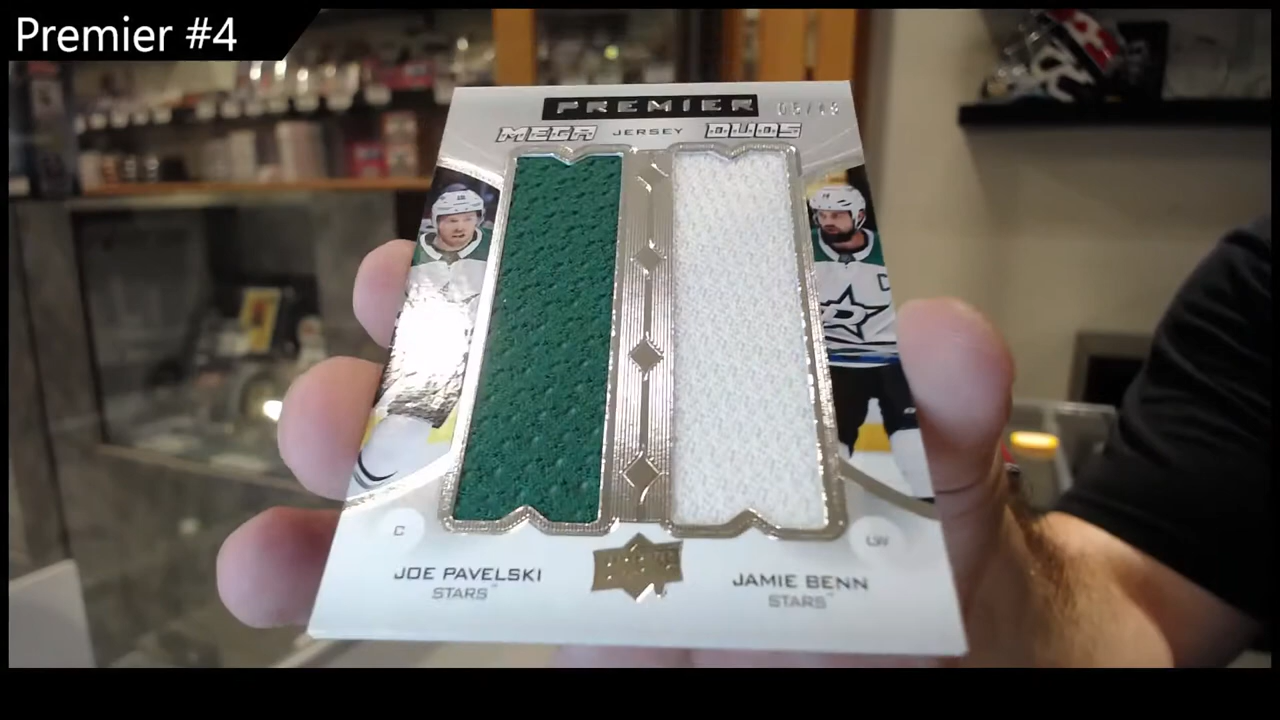 Premier #4
PREMIER
MEGA JERSEY DUOS
C
C
LW
JOE PAVELSKI
STARS
JAMIE BENN
STARS